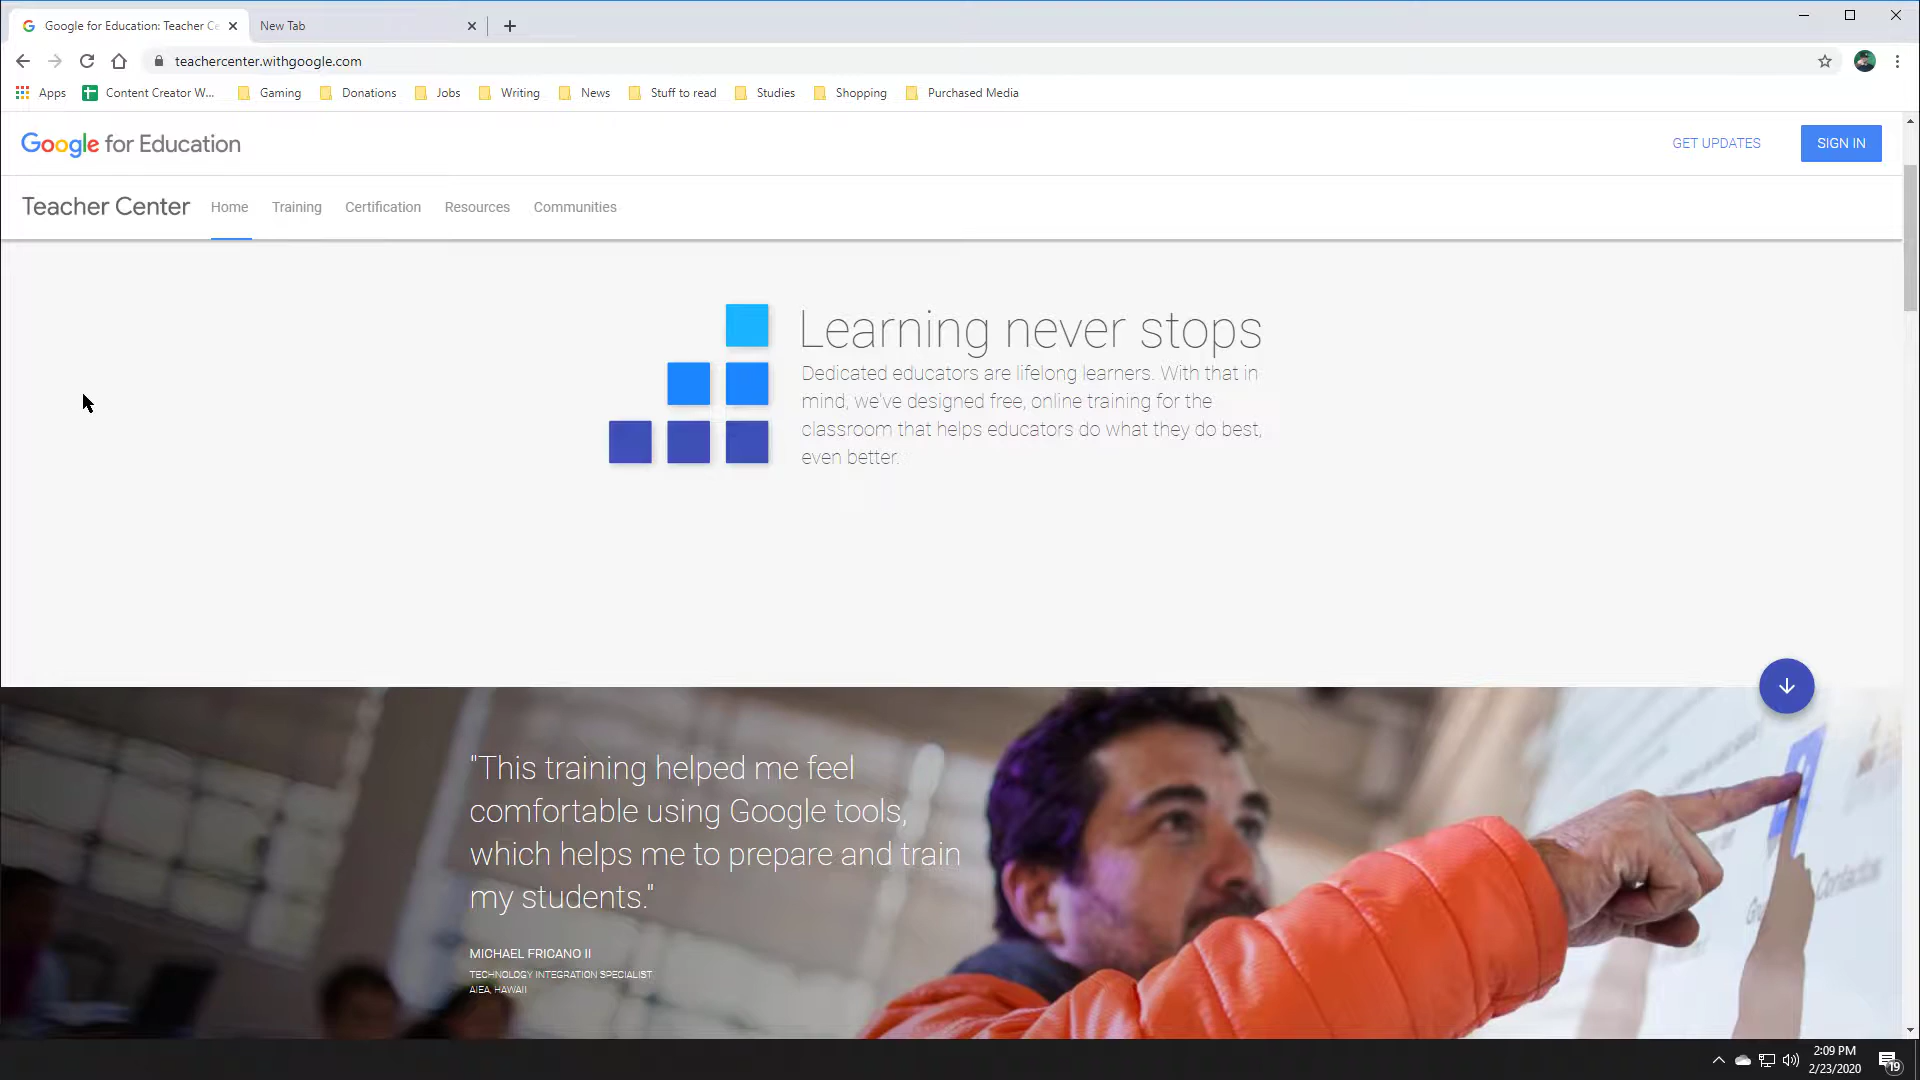 Google for Education: Teacher Ce
New Tab
teachercenter.withgoogle.com
Apps
Content Creator W...
Gaming
Donations
Jobs
Writing
News
Stuff to read
Studies
Shopping
Purchased Media
Google for Education
GET UPDATES
SIGN IN
Teacher Center
Home
Training
Certification
Resources
Communities
Learning never stops
Dedicated educators are lifelong learners. With that in
mind, we've designed free, online training for the
classroom that helps educators do what they do best,
even better.
"This training helped me feel
comfortable using Google tools,
which helps me to prepare and train
my students."
MICHAEL FRICANO II
TECHNOLOGY INTEGRATION SPECIALIST
AIEA, HAWAII
Contacts
2:09 PM
2/23/2020
19